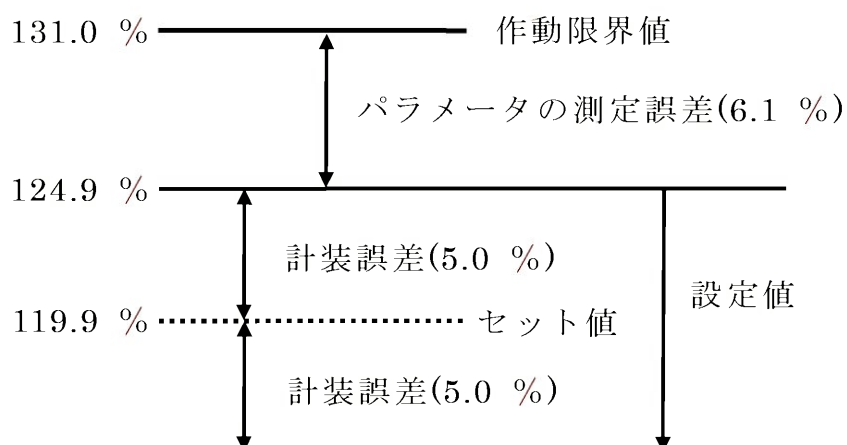 131.0 % 作動限界値
パラメータの測定誤差(6.1 %)
124.9 %
計装誤差(5.0 %)
設定値
119.9 % セット値
計装誤差(5.0 %)